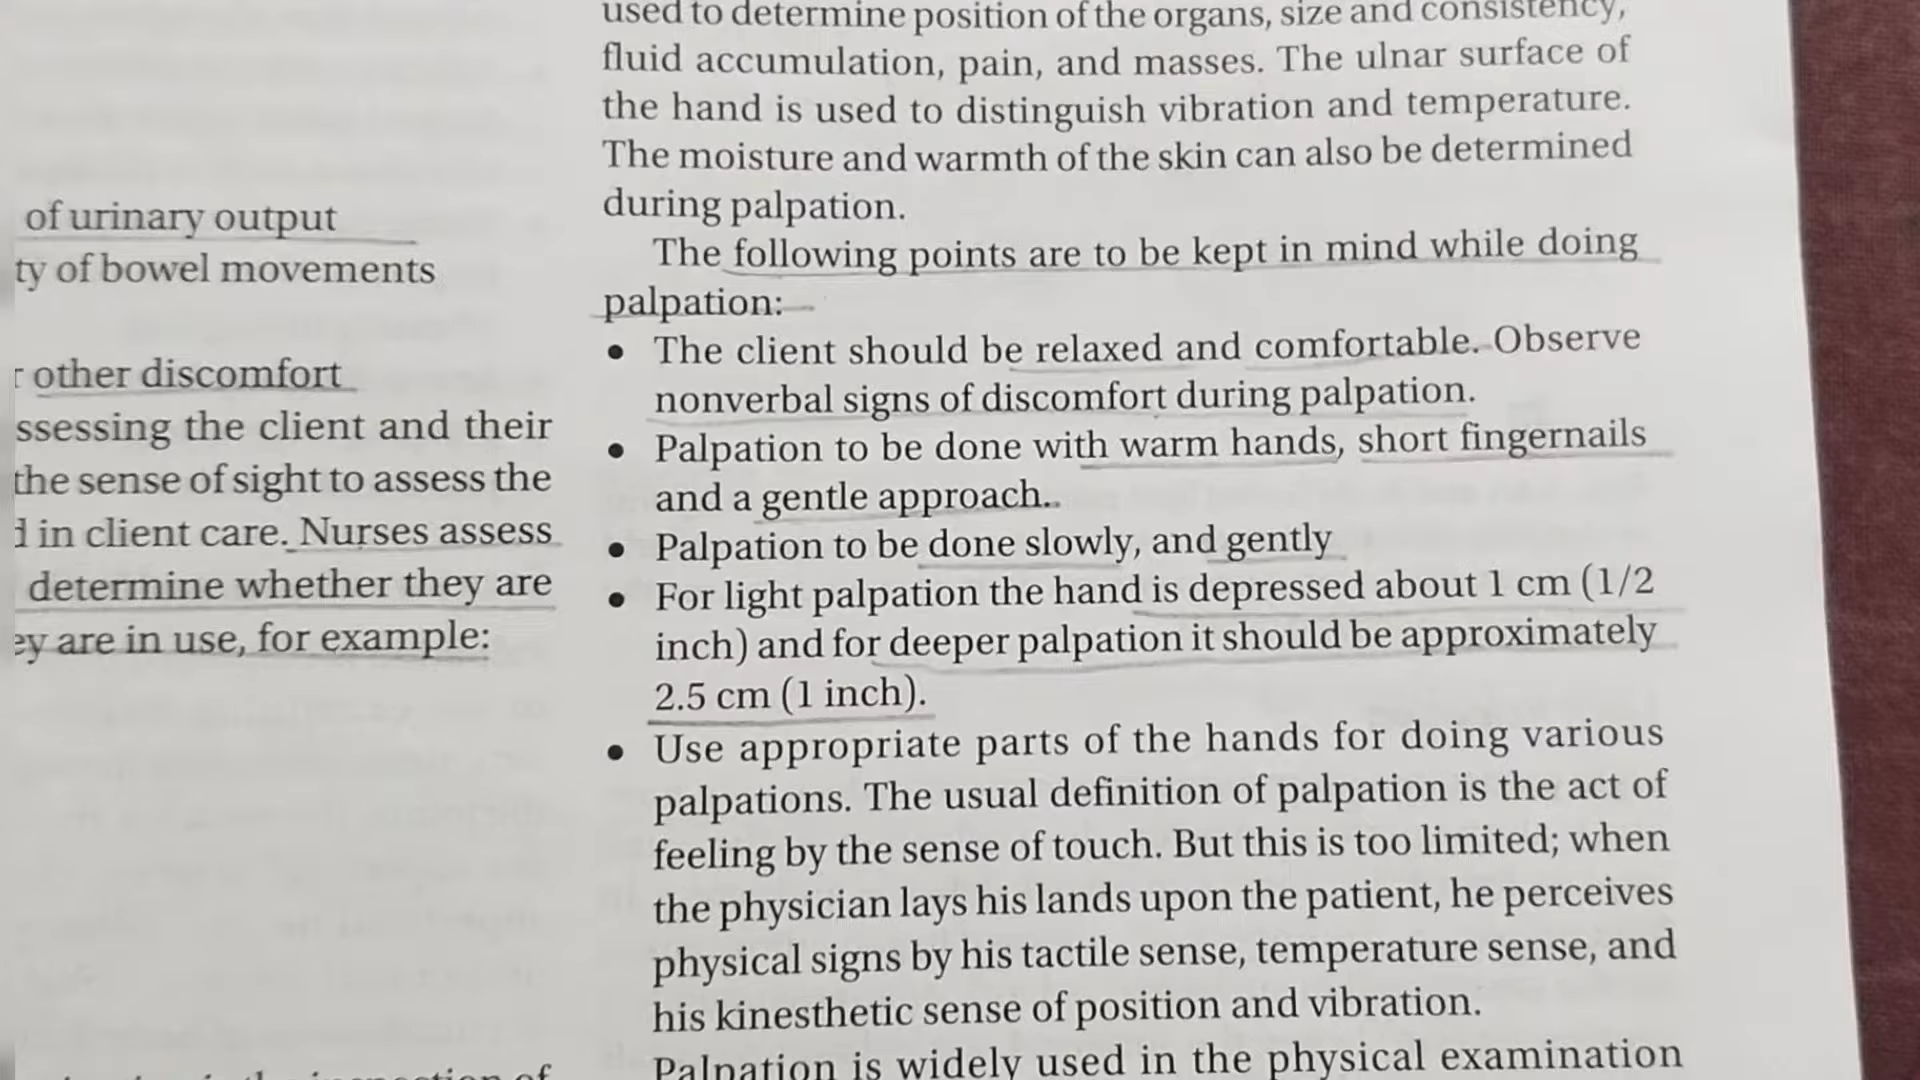 of urinary output
of bowel movements
other discomfort
the client and their
the sense of sight to assess the
in client care. Nurses assess
determine whether they are
are in use, for example:
used to determine position of the organs, size and consistency,
fluid accumulation, pain, and masses. The ulnar surface of
the hand is used to distinguish vibration and temperature.
The moisture and warmth of the skin can also be determined
during palpation.
The following points are to be kept in mind while doing
palpation:
• The client should be relaxed and comfortable. Observe
nonverbal signs of discomfort during palpation.
• Palpation to be done with warm hands, short fingernails
and a gentle approach..
• Palpation to be done slowly, and gently
• For light palpation the hand is depressed about 1 cm (1/2
inch) and for deeper palpation it should be approximately
2.5 cm (1 inch).
• Use appropriate parts of the hands for doing various
palpations. The usual definition of palpation is the act of
feeling by the sense of touch. But this is too limited; when
the physician lays his lands upon the patient, he perceives
physical signs by his tactile sense, temperature sense, and
his kinesthetic sense of position and vibration.
Palpation is widely used in the physical examination